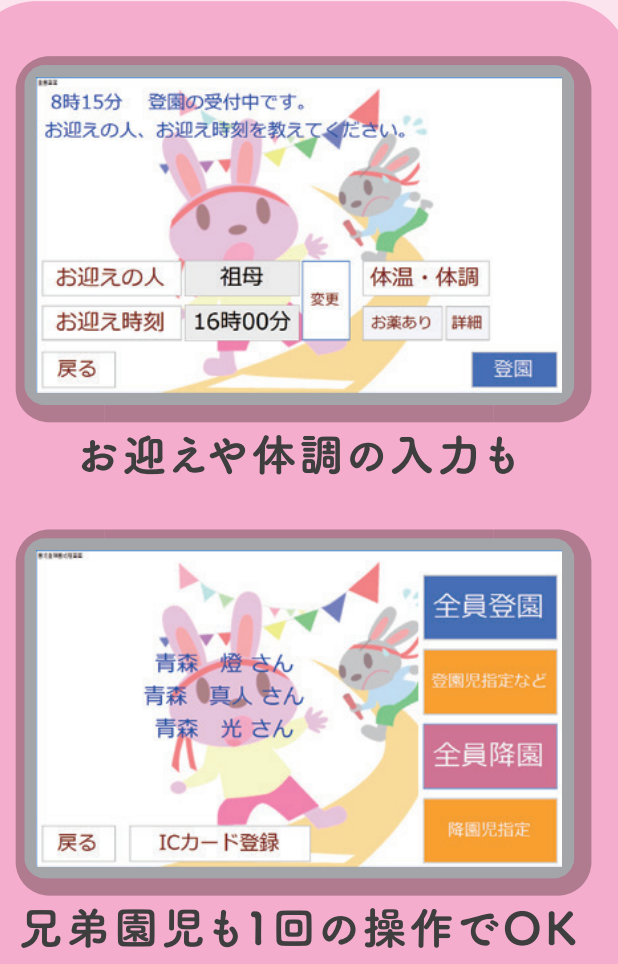 8時15分　登園の受付中です。
お迎えの人、お迎え時刻を教えてください。
お迎えの人　祖母　変更　体温・体調
お迎え時刻　16時00分　お薬あり　詳細
戻る　登園
お迎えや体調の入力も
全員登園
青森　燈 さん
登園児指定など
青森　真人 さん
青森　光 さん
全員降園
戻る　ICカード登録　降園児指定
兄弟園児も1回の操作でOK